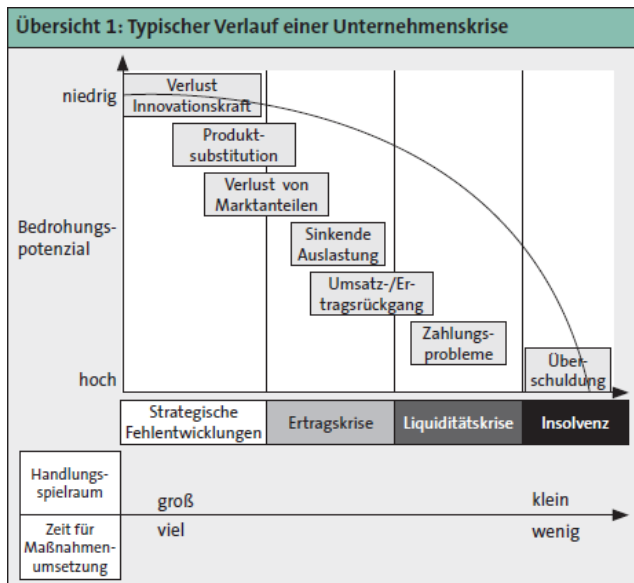 Übersicht 1: Typischer Verlauf einer Unternehmenskrise
niedrig
Verlust
Innovationskraft
Produkt-
substitution
Verlust von
Marktanteilen
Bedrohungs-
potenzial
Sinkende
Auslastung
Umsatz-/Er-
tragsrückgang
Zahlungs-
probleme
Über-
schuldung
hoch
Strategische
Fehlentwicklungen
Ertragskrise
Liquiditätskrise
Insolvenz
Handlungs-
spielraum
groß
klein
Zeit für
Maßnahmen-
umsetzung
viel
wenig